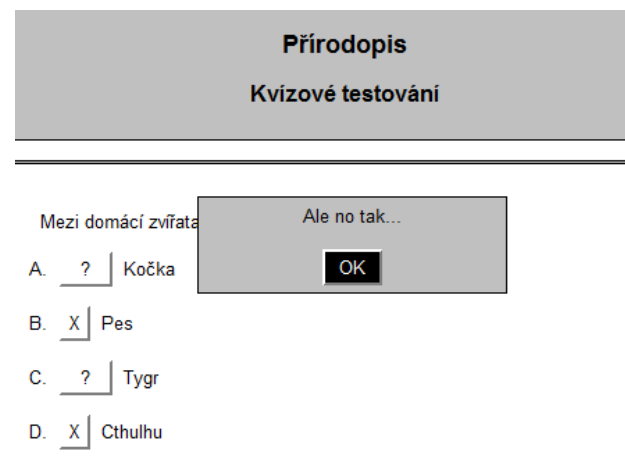 Přírodopis
Kvízové testování
Mezi domácí zvířata
Ale no tak...
OK
A. ? Kočka
B. X Pes
C. ? Tygr
D. X Cthulhu